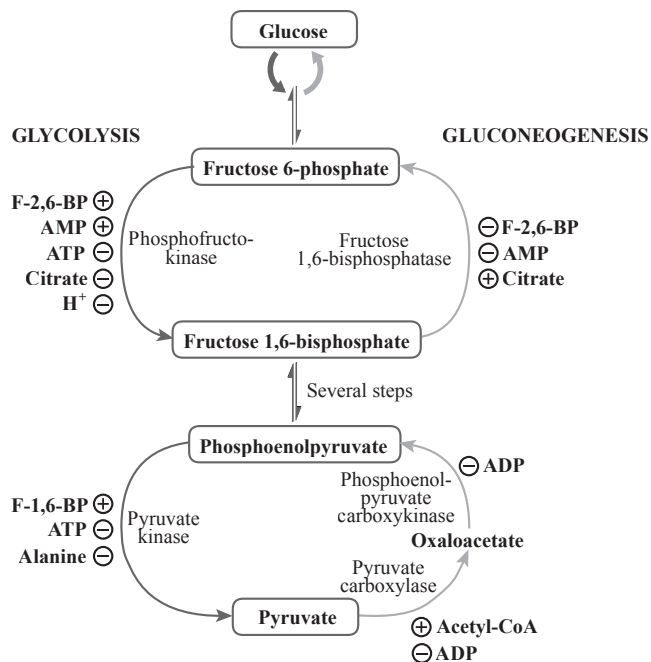 Glucose
GLYCOLYSIS
GLUCONEOGENESIS
Fructose 6-phosphate
F-2,6-BP ⊕
AMP ⊕
ATP ⊖
Citrate ⊖
H⁺ ⊖
Phosphofructo-
kinase
Fructose
1,6-bisphosphatase
⊖ F-2,6-BP
⊖ AMP
⊕ Citrate
Fructose 1,6-bisphosphate
Several steps
Phosphoenolpyruvate
⊖ ADP
F-1,6-BP ⊕
ATP ⊖
Alanine ⊖
Pyruvate
kinase
Phosphoenol-
pyruvate
carboxykinase
Oxaloacetate
Pyruvate
carboxylase
Pyruvate
⊕ Acetyl-CoA
⊖ ADP